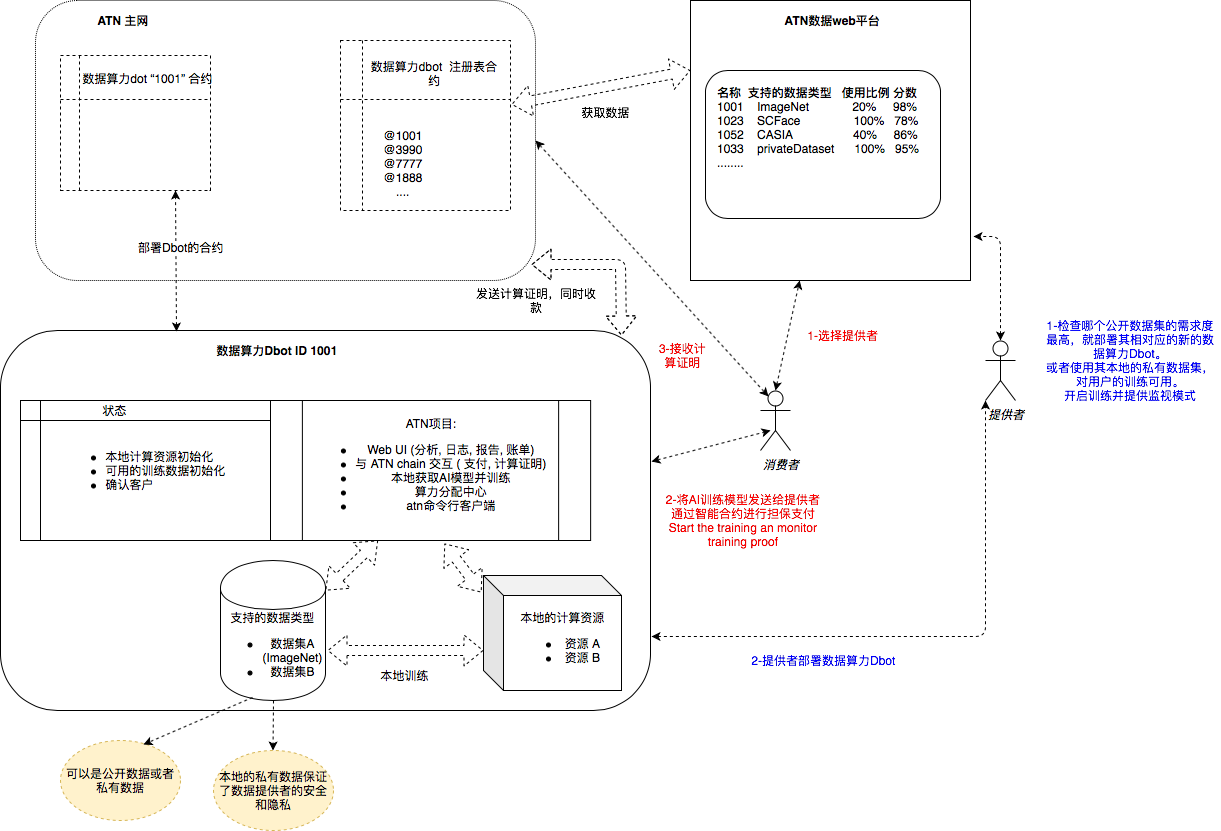 ATN 主网
数据算力dot “1001” 合约
数据算力dbot 注册表合
约
@1001
@3990
@7777
@1888
....
部署Dbot的合约
获取数据
ATN数据web平台
名称 支持的数据类型 使用比例 分数
1001 ImageNet 20% 98%
1023 SCFace 100% 78%
1052 CASIA 40% 86%
1033 privateDataset 100% 95%
........
发送计算证明，同时收
款
3-接收计
算证明
1-选择提供者
1-检查哪个公开数据集的需求度
最高，就部署其相对应的新的数
据算力Dbot。
或者使用其本地的私有数据集，
对用户的训练可用。
开启训练并提供监视模式
提供者
消费者
2-将AI训练模型发送给提供者
通过智能合约进行担保支付
Start the training an monitor
training proof
2-提供者部署数据算力Dbot
数据算力Dbot ID 1001
状态
本地计算资源初始化
可用的训练数据初始化
确认客户
ATN项目:
Web UI (分析, 日志, 报告, 账单)
与 ATN chain 交互 ( 支付, 计算证明)
本地获取AI模型并训练
算力分配中心
atn命令行客户端
支持的数据类型
数据集A
(ImageNet)
数据集B
本地训练
本地的计算资源
资源 A
资源 B
可以是公开数据或者
私有数据
本地的私有数据保证
了数据提供者的安全
和隐私